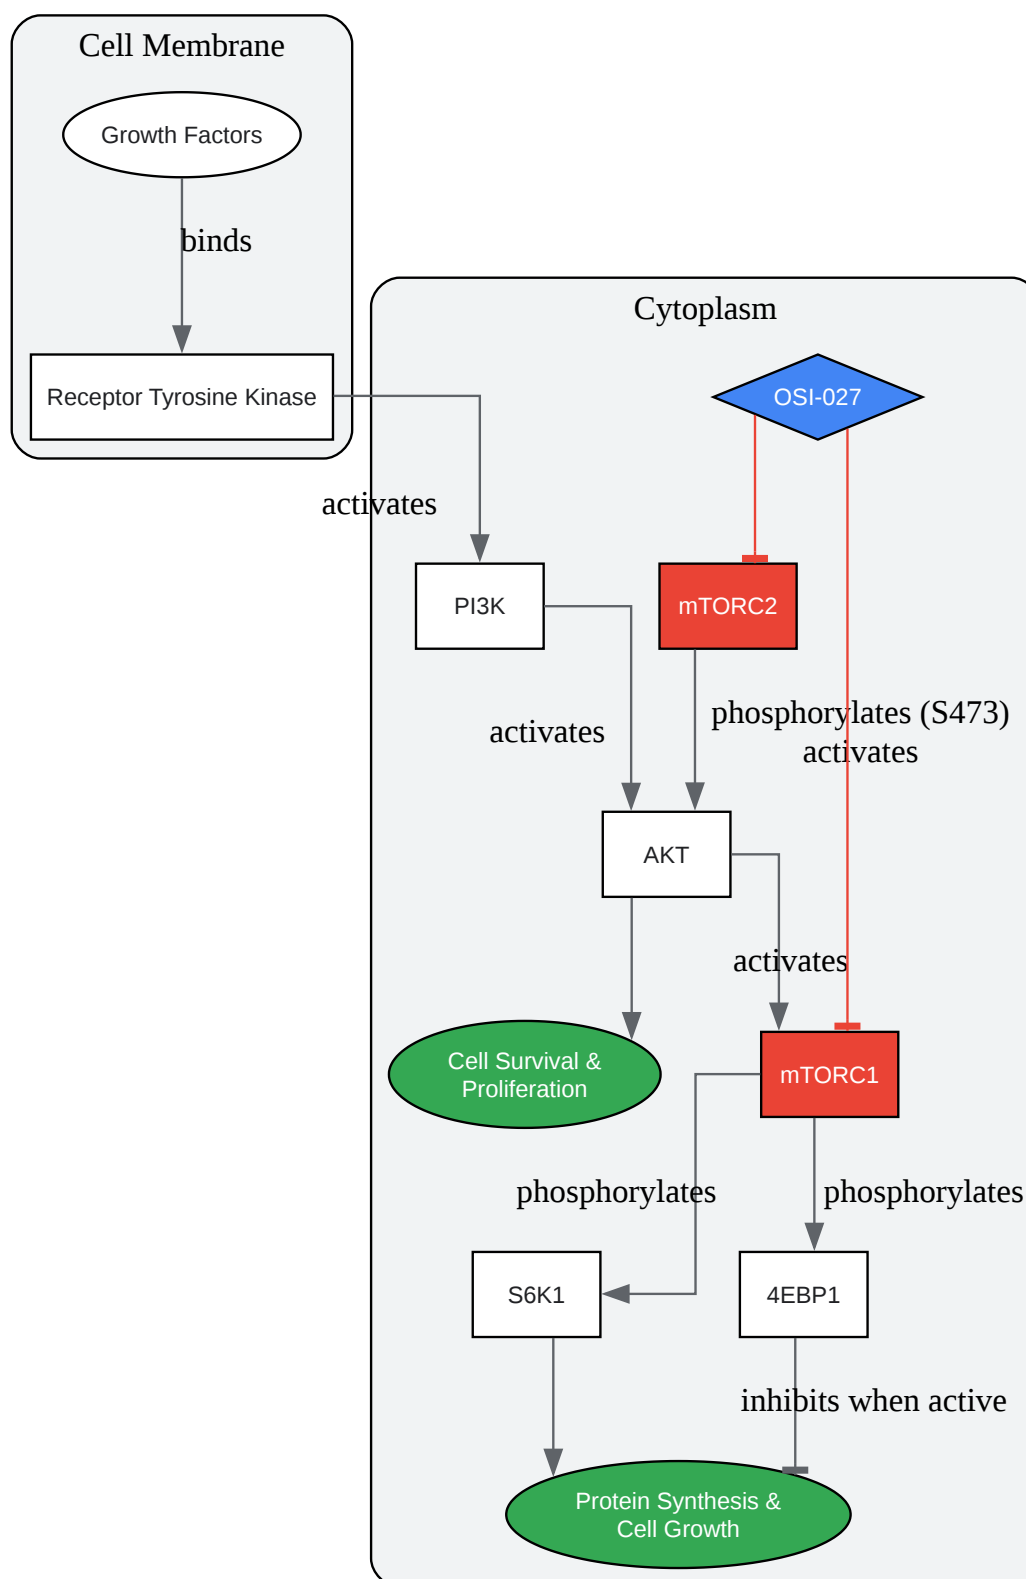 Cell Membrane
Growth Factors
binds
Cytoplasm
Receptor Tyrosine Kinase
OSI-027
activates
PI3K
mTORC2
activates
phosphorylates (S473)
activates
AKT
activates
Cell Survival &
Proliferation
mTORC1
phosphorylates
phosphorylates
S6K1
4EBP1
inhibits when active
Protein Synthesis &
Cell Growth